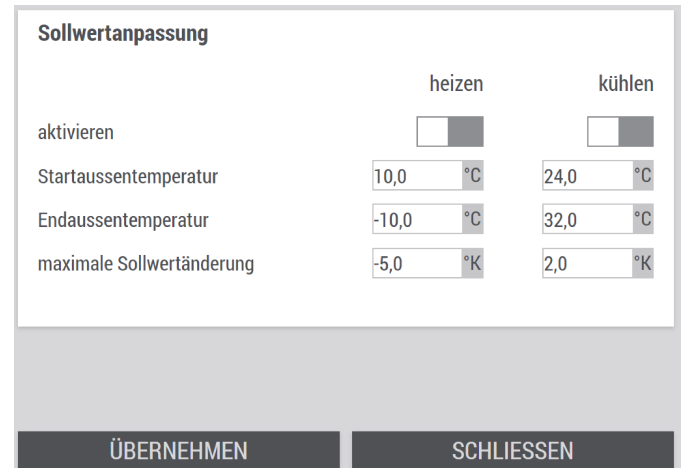 Sollwertanpassung
heizen kühlen
aktivieren
Startaussentemperatur 10,0 °C 24,0 °C
Endaussentemperatur -10,0 °C 32,0 °C
maximale Sollwertänderung -5,0 °K 2,0 °K
ÜBERNEHMEN SCHLIESSEN